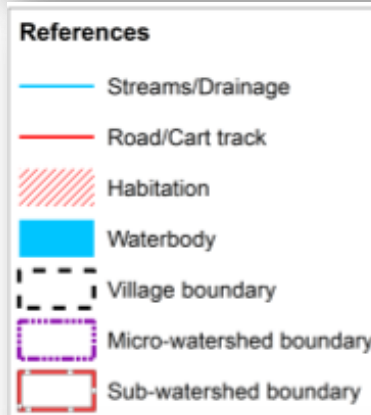 References
Streams/Drainage
Road/Cart track
Habitation
Waterbody
Village boundary
Micro-watershed boundary
Sub-watershed boundary